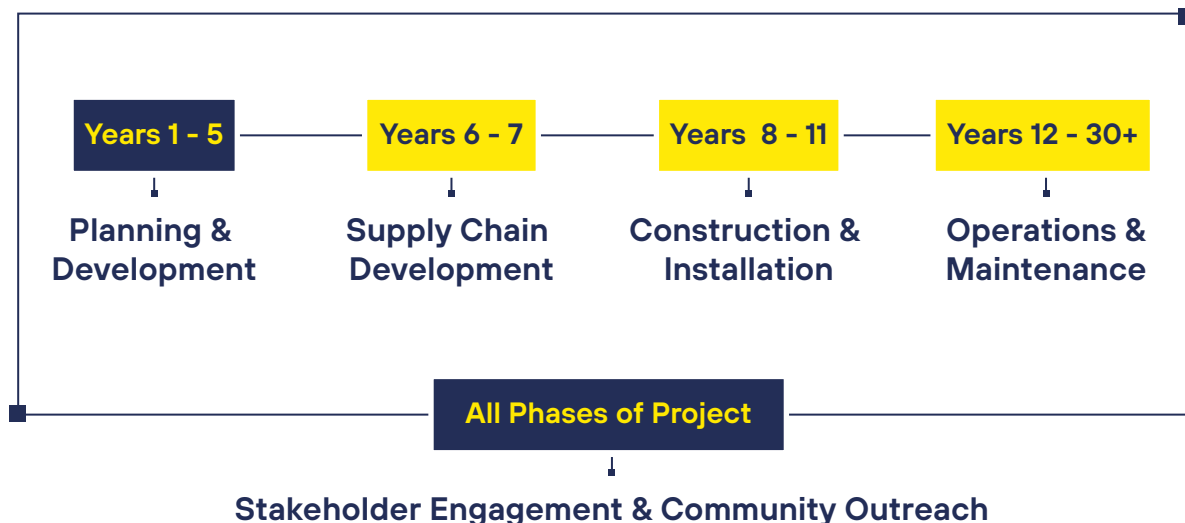 Years 1 - 5
Years 6 - 7
Years 8 - 11
Years 12 - 30+
Planning &
Development
Supply Chain
Development
Construction &
Installation
Operations &
Maintenance
All Phases of Project
Stakeholder Engagement & Community Outreach